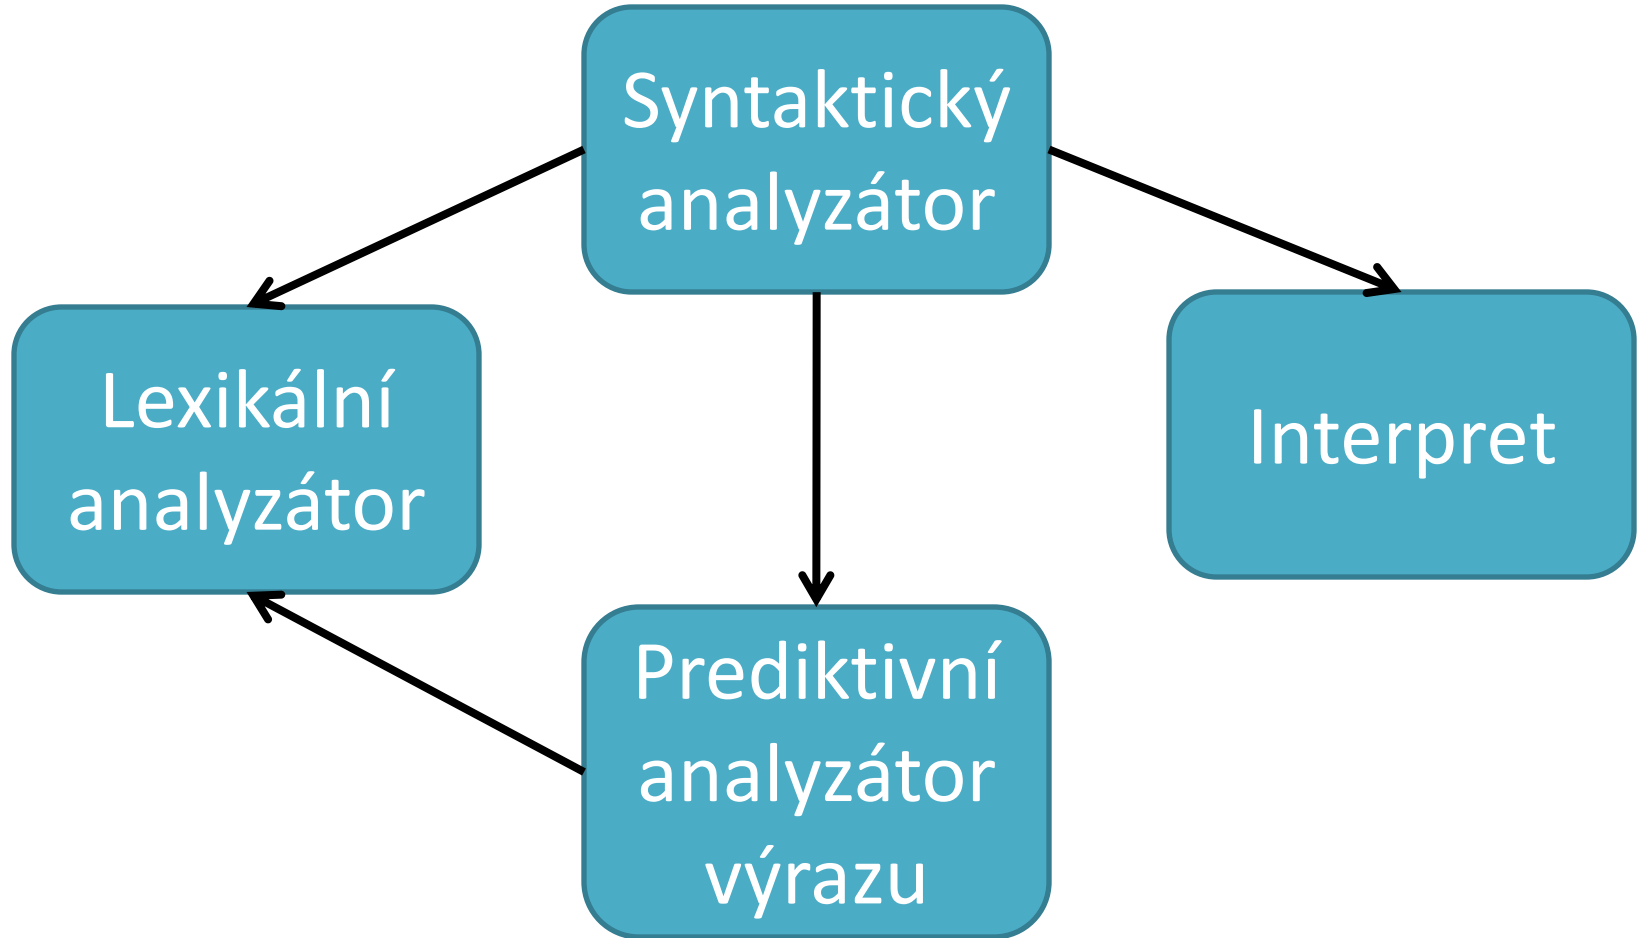 Syntaktický
analyzátor
Lexikální
analyzátor
Interpret
Prediktivní
analyzátor
výrazu